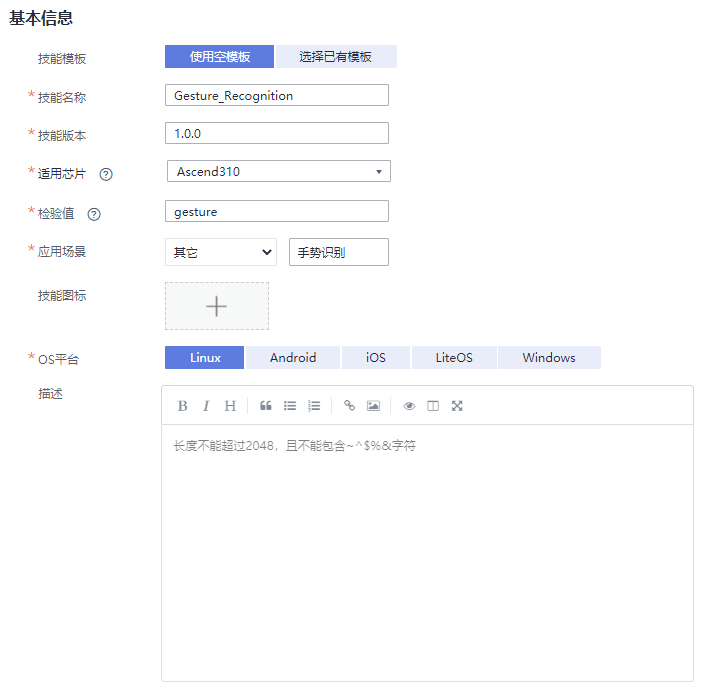 基本信息
技能模板 使用空模板 选择已有模板
* 技能名称 Gesture_Recognition
* 技能版本 1.0.0
* 适用芯片 ? Ascend310
* 检验值 ? gesture
* 应用场景 其它 手势识别
技能图标
* OS平台 Linux Android iOS LiteOS Windows
描述
B I H
长度不能超过2048，且不能包含~^$%&字符